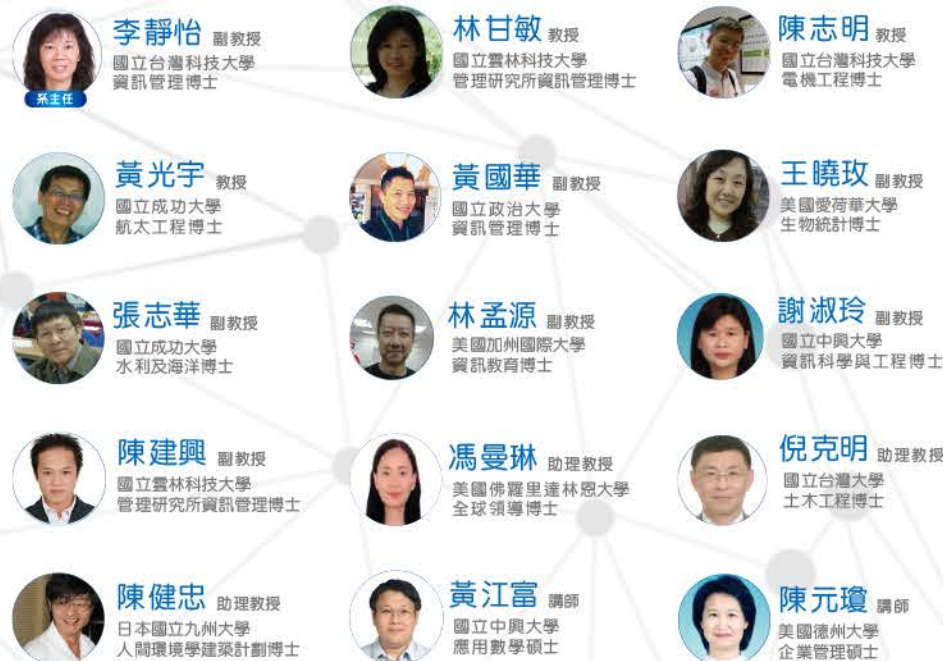 李靜怡 副教授
國立台灣科技大學
資訊管理博士
系主任
林甘敏 教授
國立雲林科技大學
管理研究所資訊管理博士
陳志明 教授
國立台灣科技大學
電機工程博士
黃光宇 教授
國立成功大學
航太工程博士
黃國華 副教授
國立政治大學
資訊管理博士
王曉玫 副教授
美國愛荷華大學
生物統計博士
張志華 副教授
國立成功大學
水利及海洋博士
林孟源 副教授
美國加州國際大學
資訊教育博士
謝淑玲 副教授
國立中興大學
資訊科學與工程博士
陳建興 副教授
國立雲林科技大學
管理研究所資訊管理博士
馮曼琳 助理教授
美國佛羅里達林恩大學
全球領導博士
倪克明 助理教授
國立台灣大學
土木工程博士
陳健忠 助理教授
日本國立九州大學
人間環境學建築計劃博士
黃江富 講師
國立中興大學
應用數學碩士
陳元瓊 講師
美國德州大學
企業管理碩士